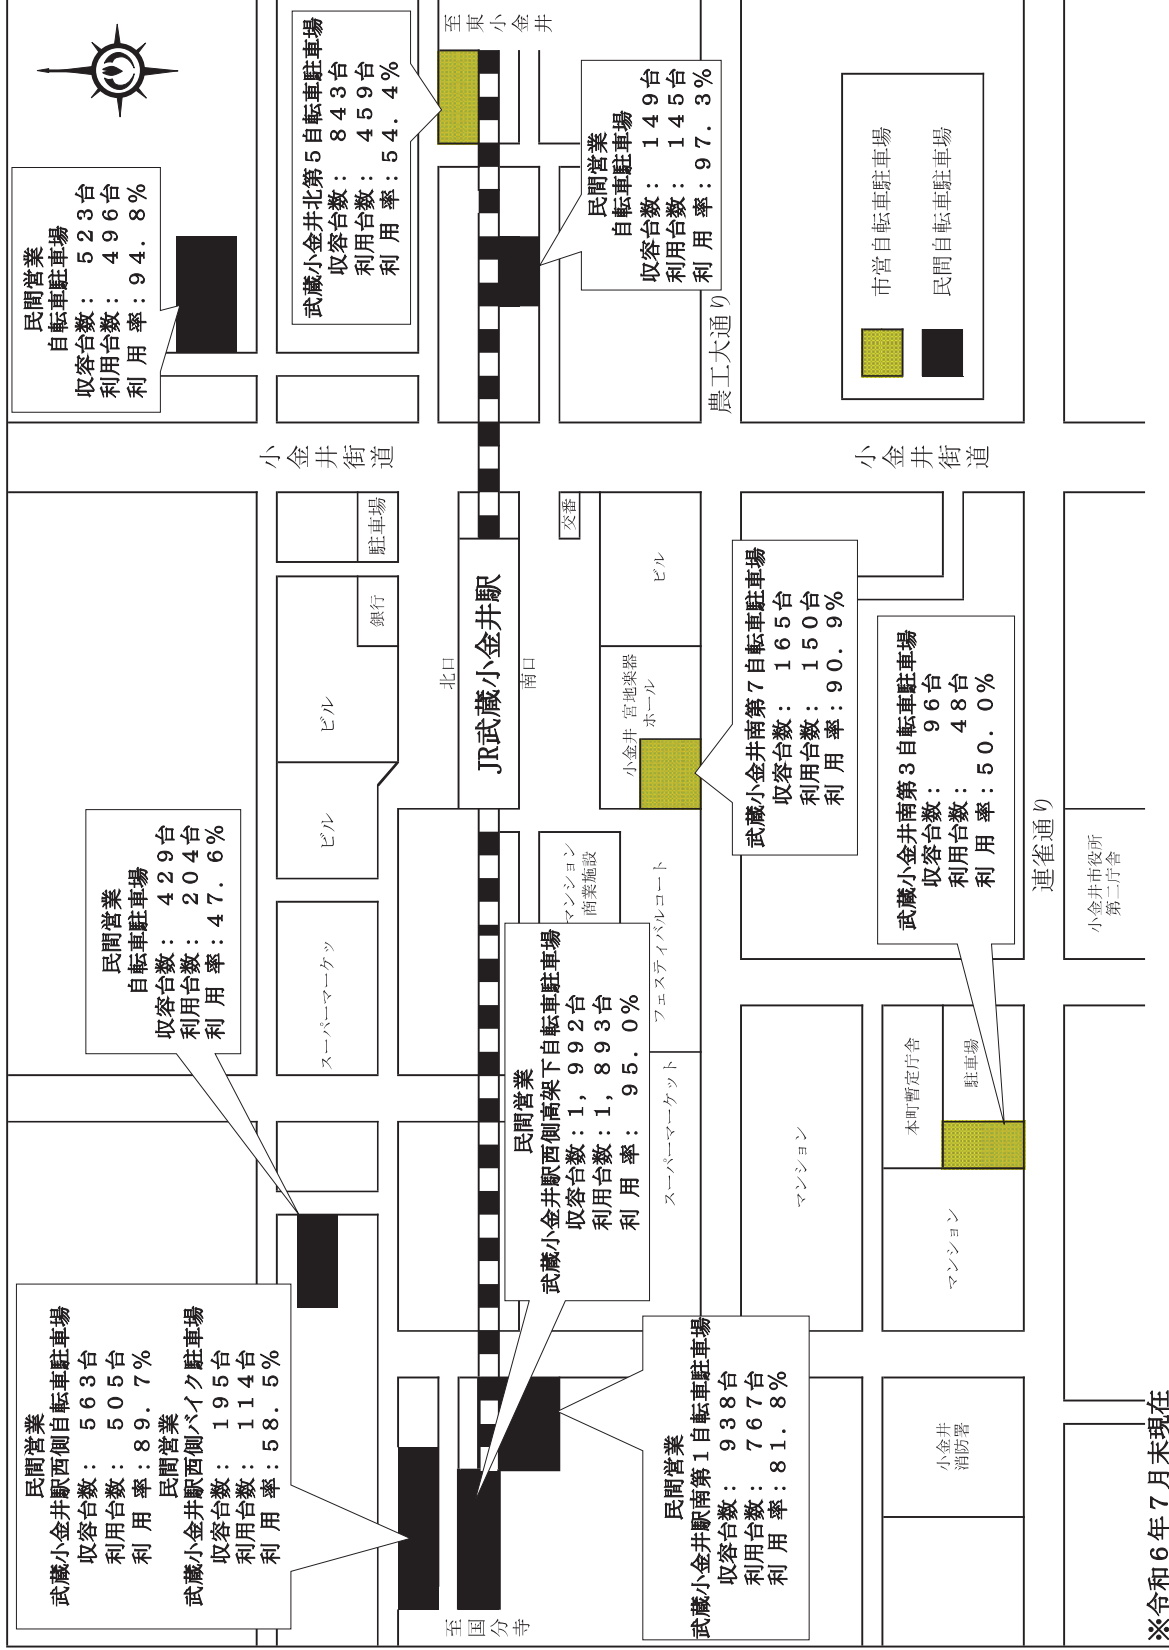 民間営業
武蔵小金井駅西側自転車駐車場
収容台数： ５６３台
利用台数： ５０５台
利 用 率：８９．７％
民間営業
武蔵小金井駅西側バイク駐車場
収容台数： １９５台
利用台数： １１４台
利 用 率：５８．５％
民間営業
自転車駐車場
収容台数： ４２９台
利用台数： ２０４台
利 用 率：４７．６％
民間営業
自転車駐車場
収容台数： ５２３台
利用台数： ４９６台
利 用 率：９４．８％
武蔵小金井北第５自転車駐車場
収容台数： ８４３台
利用台数： ４５９台
利 用 率：５４．４％
小金井街道
スーパーマーケッ
ビル
ビル
銀行
駐車場
至国分寺
北口
JR武蔵小金井駅
南口
至東小金井
民間営業
武蔵小金井駅西側高架下自転車駐車場
収容台数：１，９９２台
利用台数：１，８９３台
利 用 率： ９５．０％
マンション
商業施設
交番
民間営業
自転車駐車場
収容台数： １４９台
利用台数： １４５台
利 用 率：９７．３％
小金井 宮地楽器
ホール
ビル
フェスティバルコート
スーパーマーケット
民間営業
武蔵小金井駅南第１自転車駐車場
収容台数： ９３８台
利用台数： ７６７台
利 用 率：８１．８％
農工大通り
武蔵小金井南第７自転車駐車場
収容台数： １６５台
利用台数： １５０台
利 用 率：９０．９％
マンション
小金井街道
市営自転車駐車場
民間自転車駐車場
武蔵小金井南第３自転車駐車場
収容台数： ９６台
利用台数： ４８台
利 用 率：５０．０％
本町暫定庁舎
駐車場
マンション
小金井
消防署
連雀通り
小金井市役所
第二庁舎
※令和６年７月末現在